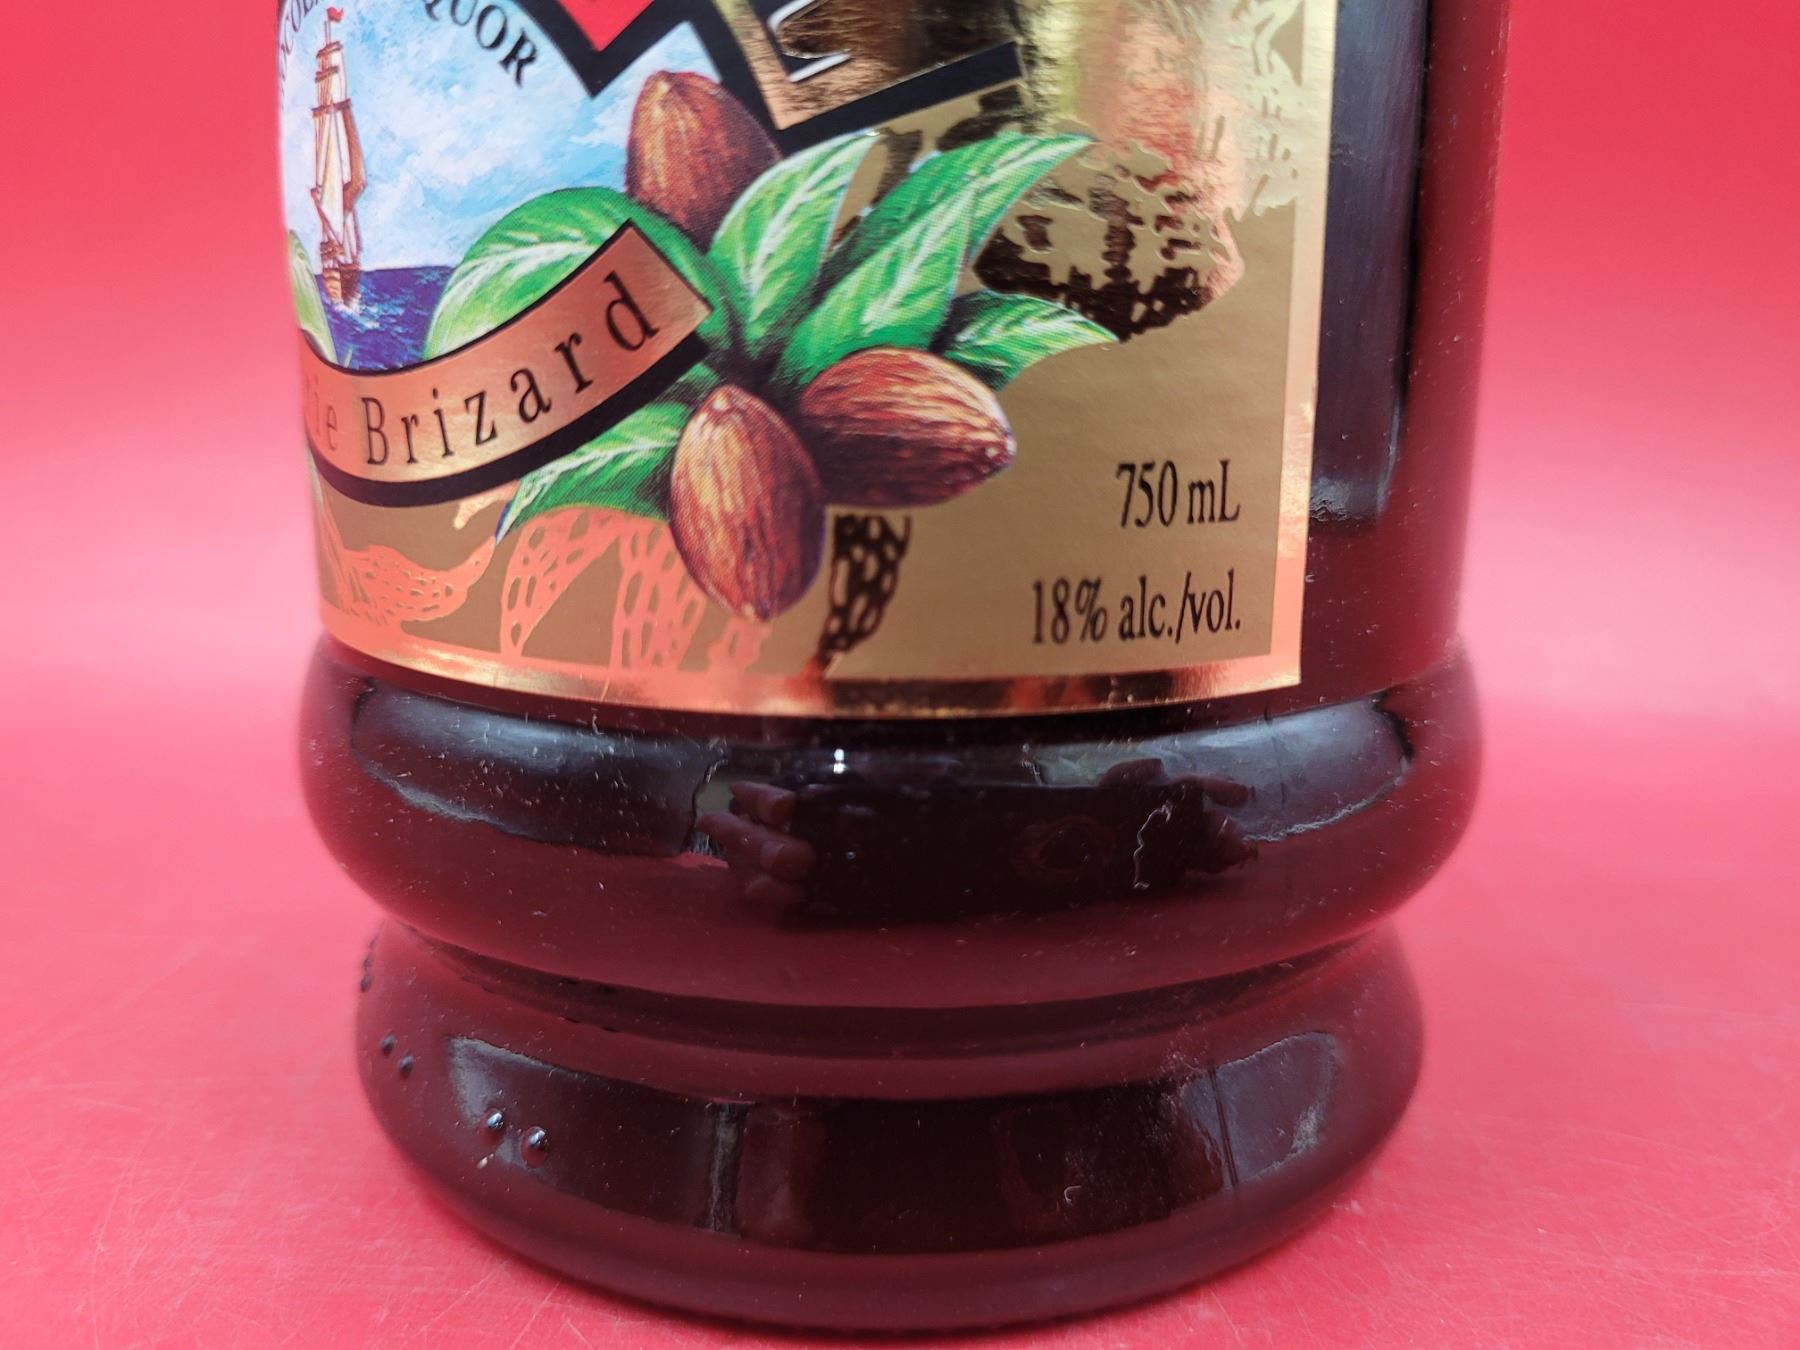 QUOR
Brizard
750 mL
18% alc./vol.